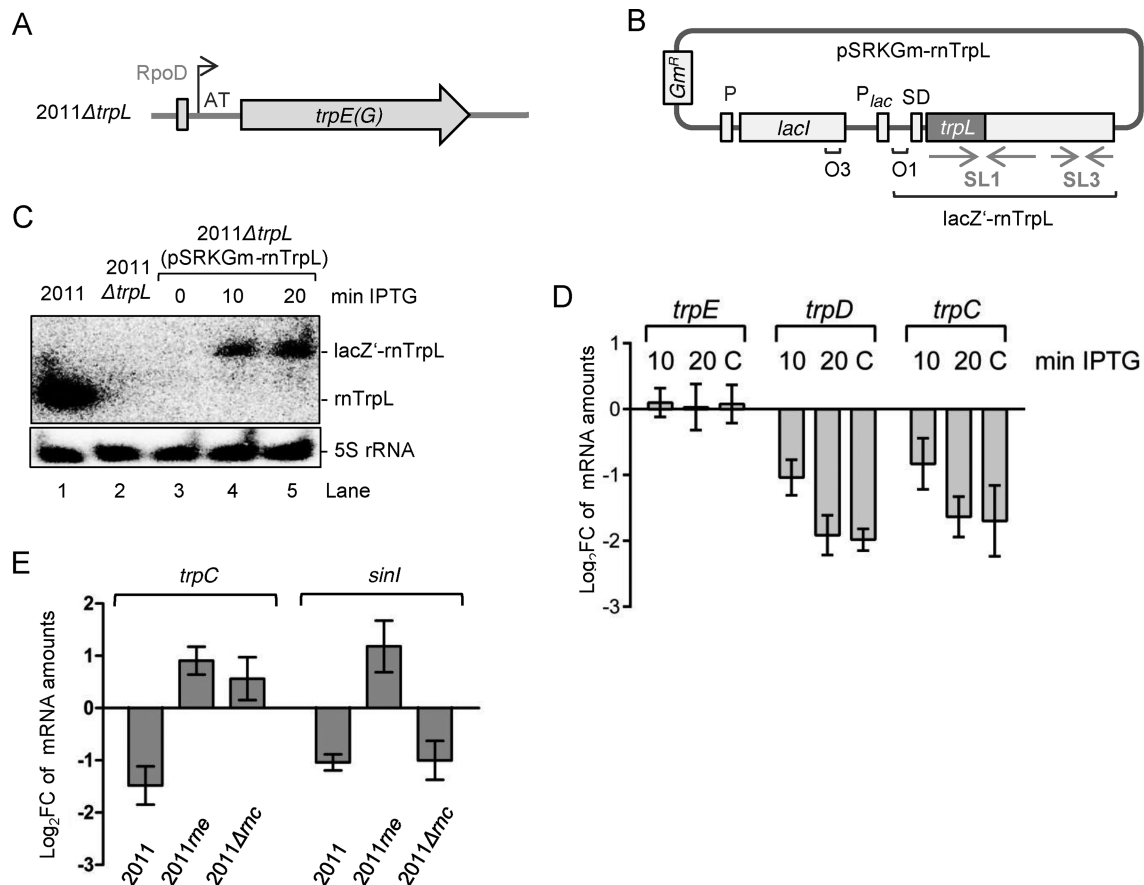 A
RpoD
AT
2011ΔtrpL
trpE(G)
B
pSRKGm-rnTrpL
GmR
P
Plac
SD
lacI
trpL
O3
O1
SL1
SL3
lacZ‘-rnTrpL
C
2011ΔtrpL
(pSRKGm-rnTrpL)
2011
2011
ΔtrpL
0
10
20
min IPTG
lacZ‘-rnTrpL
rnTrpL
5S rRNA
1
2
3
4
5
Lane
D
trpE
trpD
trpC
10 20 C
10 20 C
10 20 C
min IPTG
Log2FC of mRNA amounts
1
0
-1
-2
-3
E
trpC
sinI
Log2FC of mRNA amounts
2
1
0
-1
-2
-3
2011
2011rne
2011Δrnc
2011
2011rne
2011Δrnc